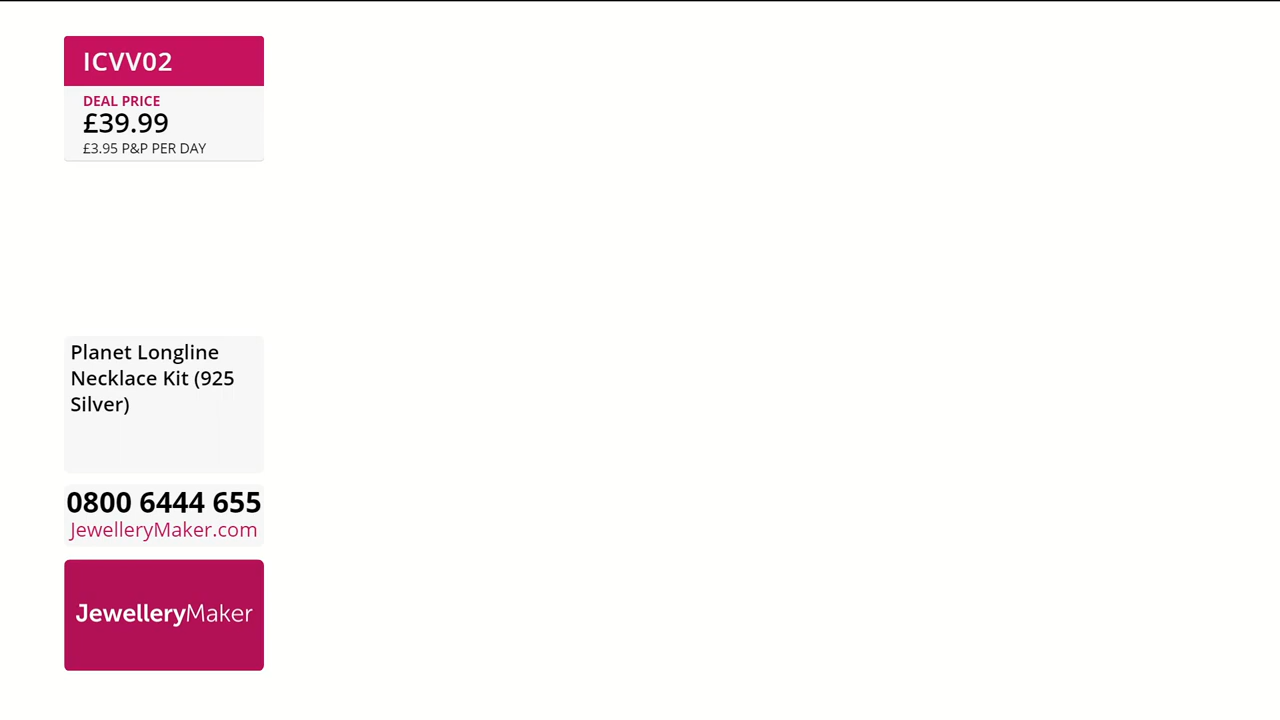 ICVV02
DEAL PRICE
£39.99
£3.95 P&P PER DAY
Planet Longline
Necklace Kit (925
Silver)
0800 6444 655
JewelleryMaker.com
JewelleryMaker